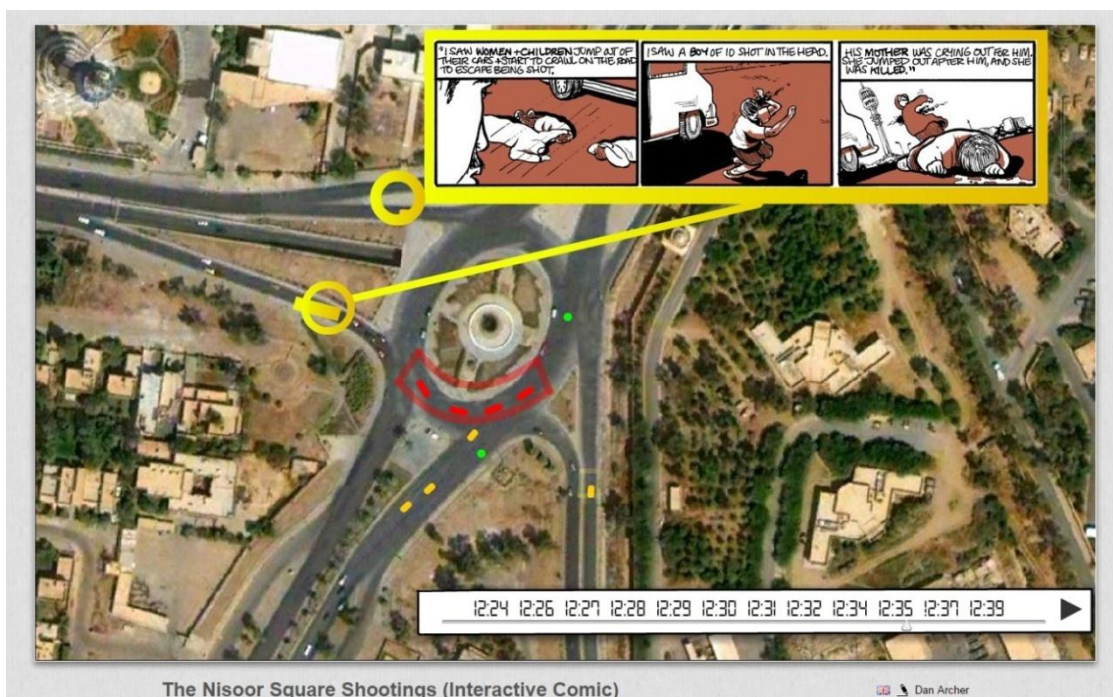 "I SAW WOMEN + CHILDREN JUMP OUT OF
THEIR CARS + START TO CRAWL ON THE ROAD
TO ESCAPE BEING SHOT.
I SAW A BOY OF 10 SHOT IN THE HEAD.
HIS MOTHER WAS CRYING OUT FOR HIM.
SHE JUMPED OUT AFTER HIM, AND SHE
WAS KILLED."
12:24 12:26 12:27 12:28 12:29 12:30 12:31 12:32 12:34 12:35 12:37 12:39
The Nisoor Square Shootings (Interactive Comic)
Dan Archer